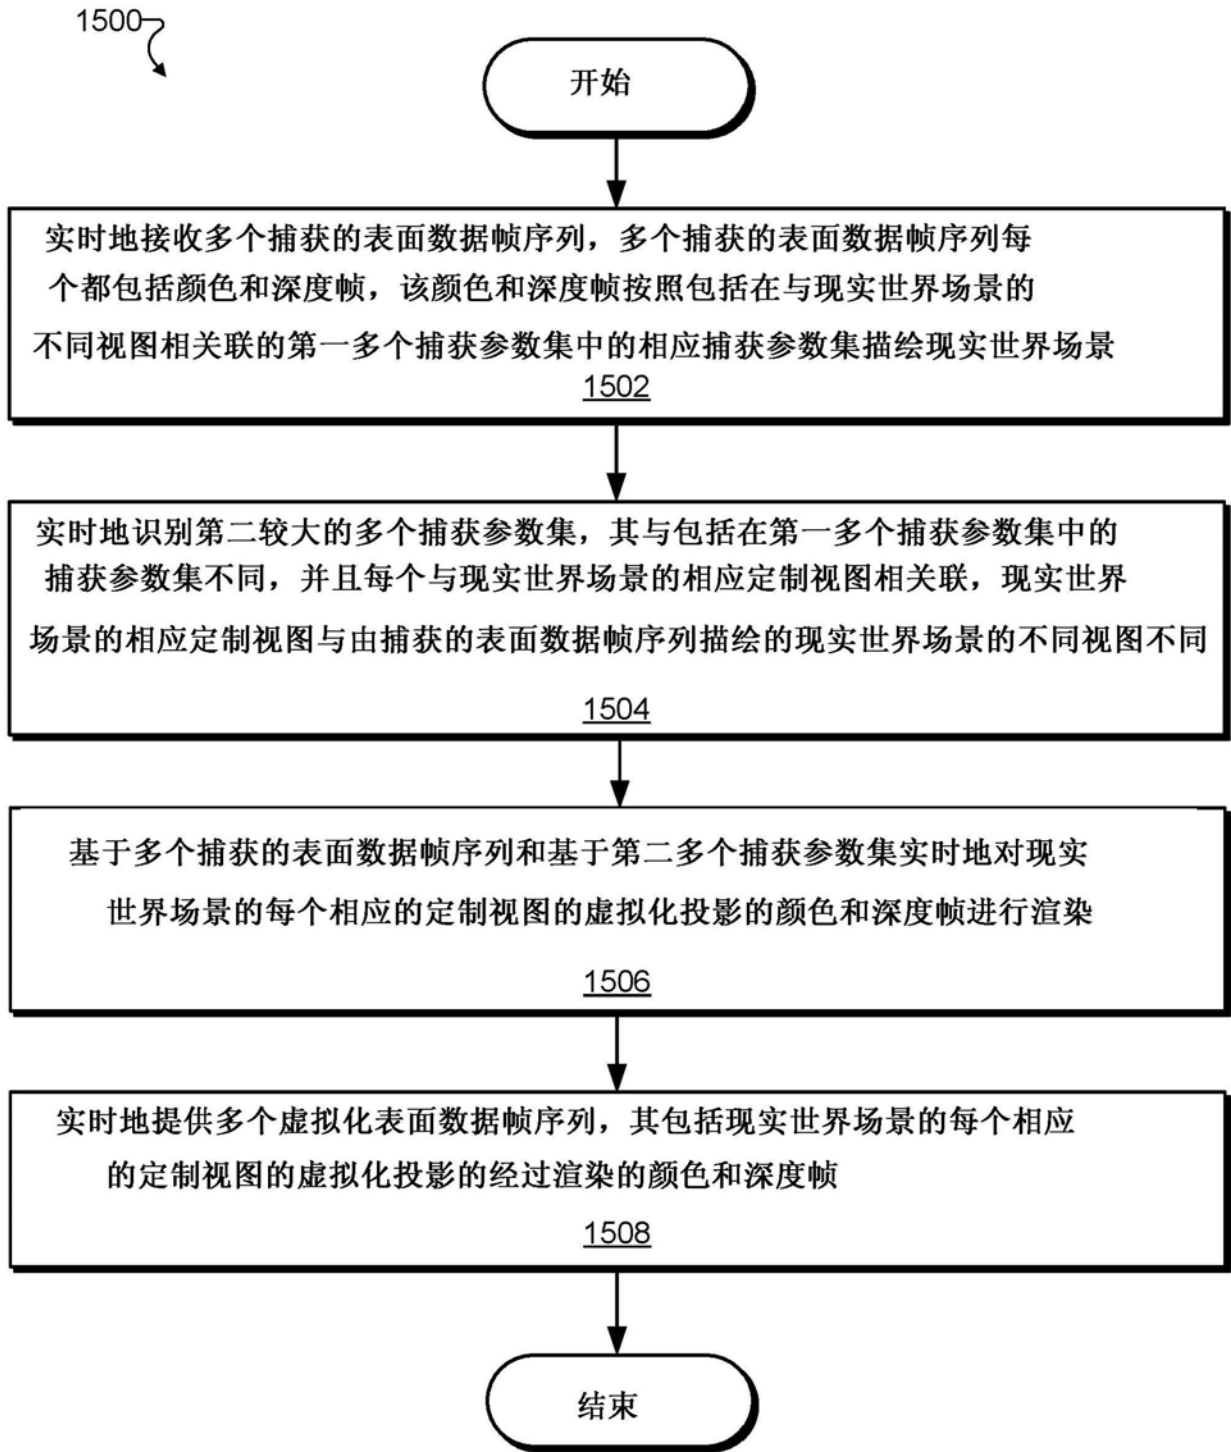 1500
开始
实时地接收多个捕获的表面数据帧序列，多个捕获的表面数据帧序列每
个都包括颜色和深度帧，该颜色和深度帧按照包括在与现实世界场景的
不同视图相关联的第一多个捕获参数集中的相应捕获参数集描绘现实世界场景
1502
实时地识别第二较大的多个捕获参数集，其与包括在第一多个捕获参数集中的
捕获参数集不同，并且每个与现实世界场景的相应定制视图相关联，现实世界
场景的相应定制视图与由捕获的表面数据帧序列描绘的现实世界场景的不同视图不同
1504
基于多个捕获的表面数据帧序列和基于第二多个捕获参数集实时地对现实
世界场景的每个相应的定制视图的虚拟化投影的颜色和深度帧进行渲染
1506
实时地提供多个虚拟化表面数据帧序列，其包括现实世界场景的每个相应
的定制视图的虚拟化投影的经过渲染的颜色和深度帧
1508
结束